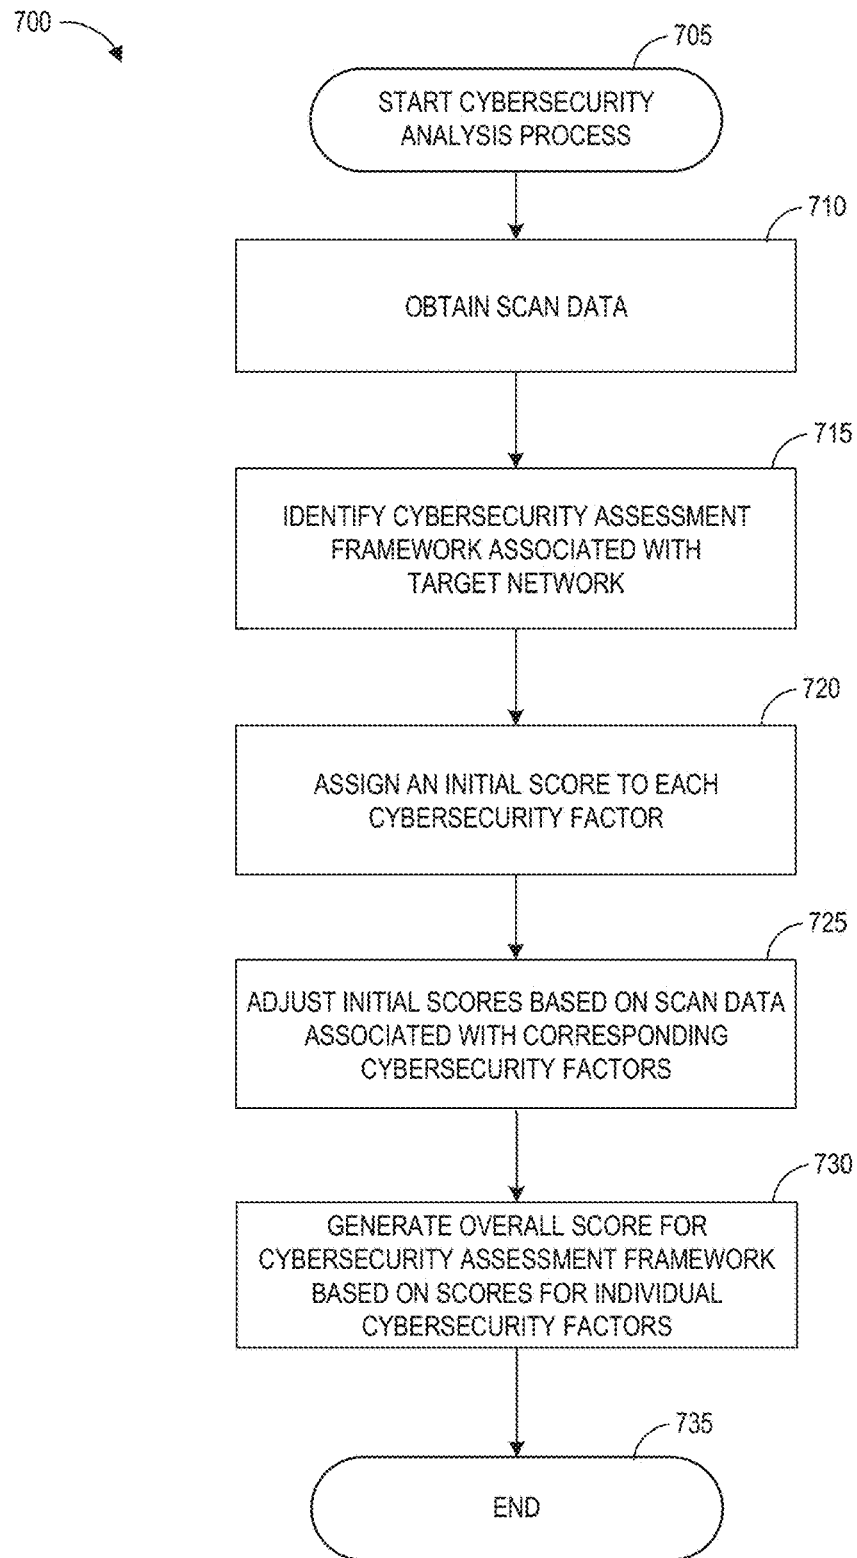 700
705
START CYBERSECURITY
ANALYSIS PROCESS
710
OBTAIN SCAN DATA
715
IDENTIFY CYBERSECURITY ASSESSMENT
FRAMEWORK ASSOCIATED WITH
TARGET NETWORK
720
ASSIGN AN INITIAL SCORE TO EACH
CYBERSECURITY FACTOR
725
ADJUST INITIAL SCORES BASED ON SCAN DATA
ASSOCIATED WITH CORRESPONDING
CYBERSECURITY FACTORS
730
GENERATE OVERALL SCORE FOR
CYBERSECURITY ASSESSMENT FRAMEWORK
BASED ON SCORES FOR INDIVIDUAL
CYBERSECURITY FACTORS
735
END